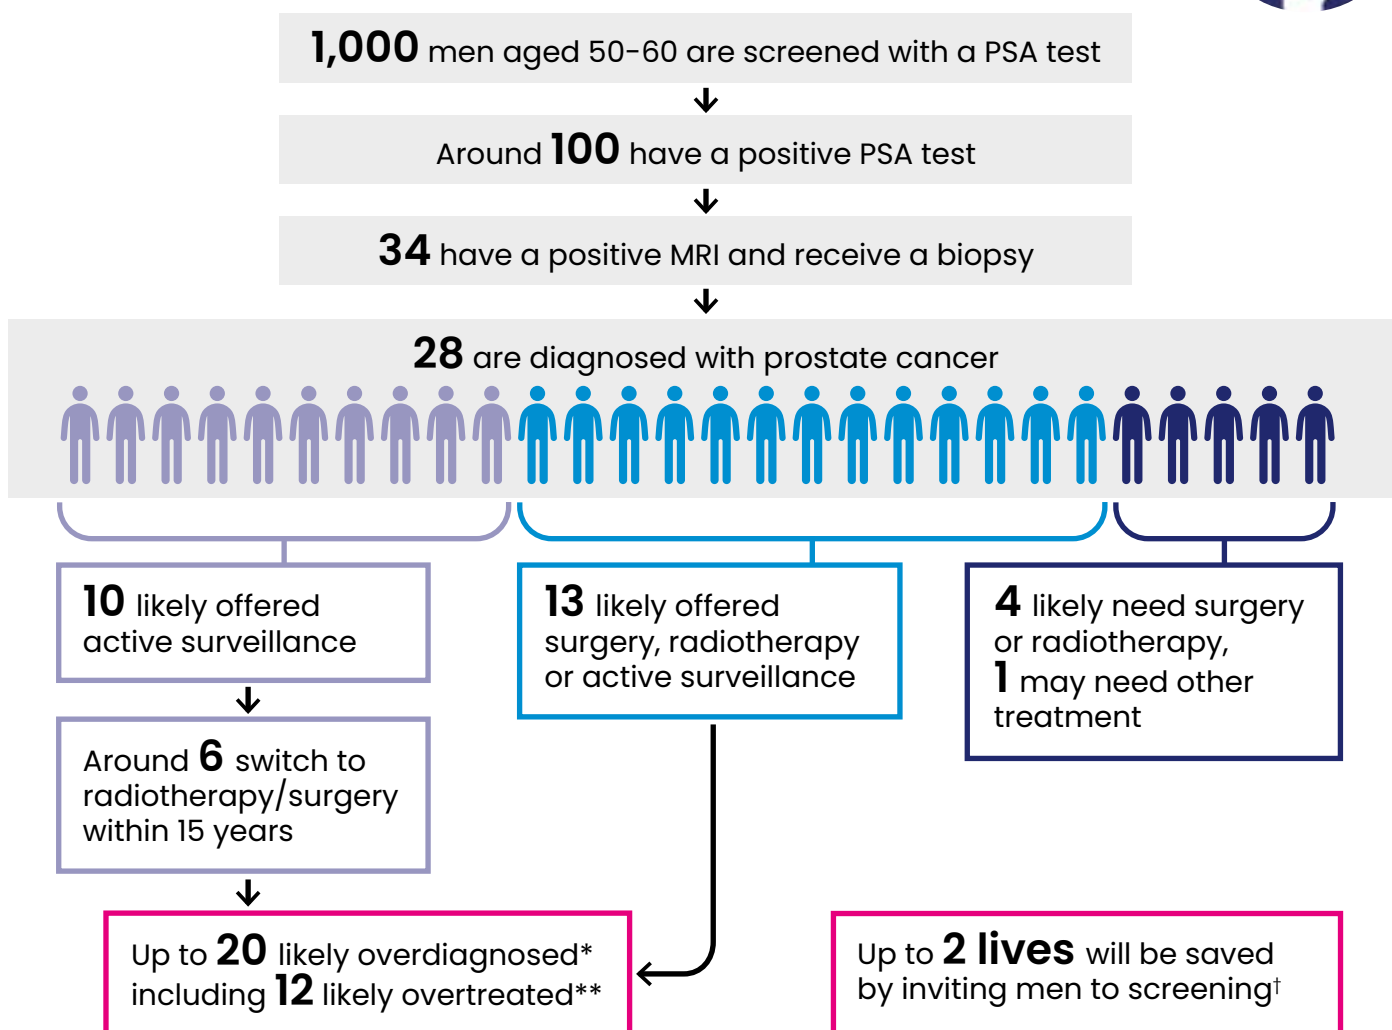 1,000 men aged 50-60 are screened with a PSA test
Around 100 have a positive PSA test
34 have a positive MRI and receive a biopsy
28 are diagnosed with prostate cancer
10 likely offered
active surveillance
Around 6 switch to
radiotherapy/surgery
within 15 years
13 likely offered
surgery, radiotherapy
or active surveillance
4 likely need surgery
or radiotherapy,
1 may need other
treatment
Up to 20 likely overdiagnosed*
including 12 likely overtreated**
Up to 2 lives will be saved
by inviting men to screening†